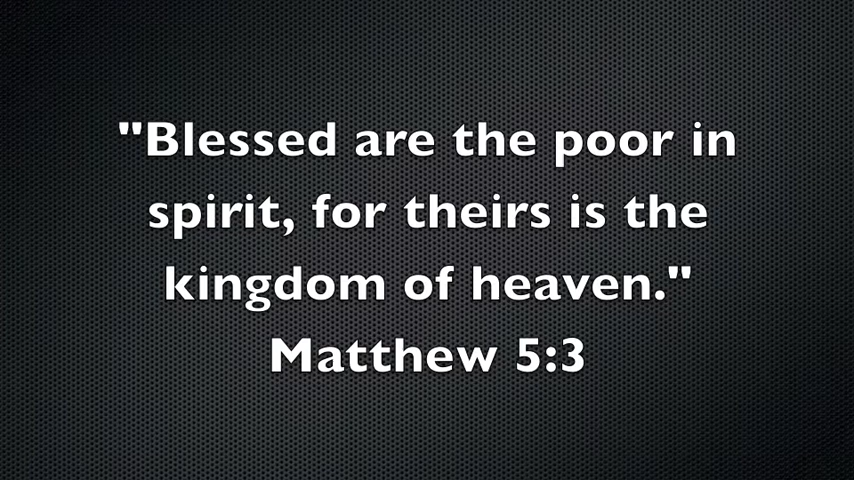 "Blessed are the poor in
spirit, for theirs is the
kingdom of heaven."
Matthew 5:3